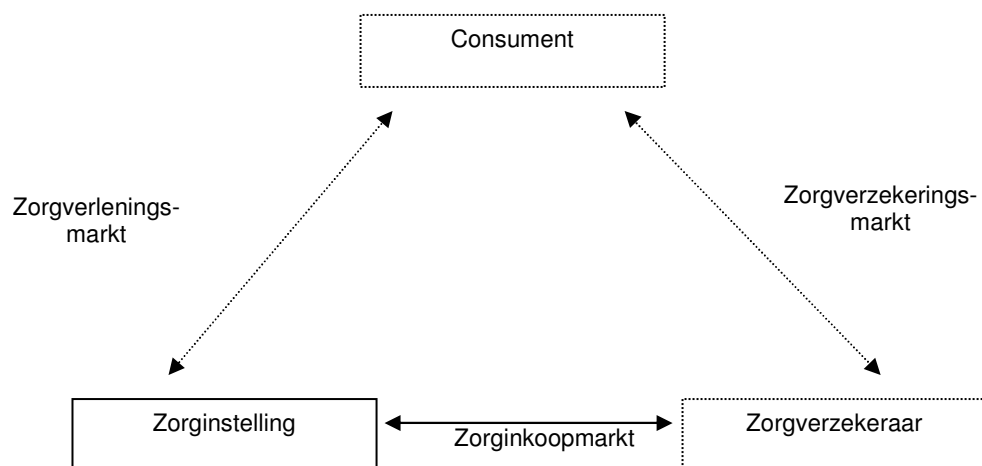 Consument
Zorgverlenings-
markt
Zorgverzekerings-
markt
Zorginstelling
Zorginkoopmarkt
Zorgverzekeraar